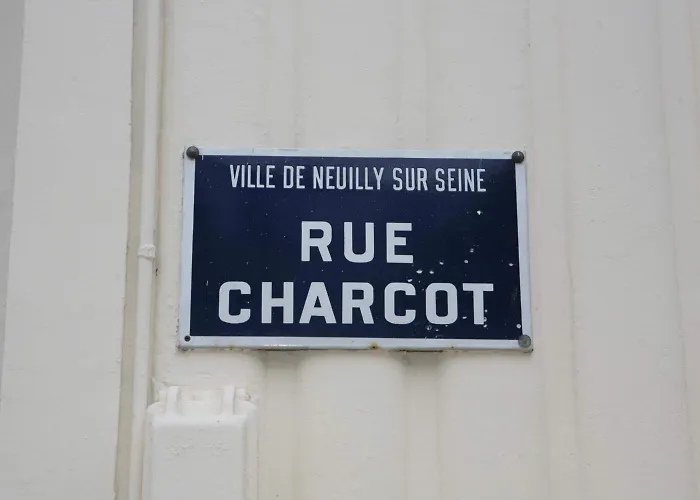 VILLE DE NEUILLY SUR SEINE
RUE
CHARCOT